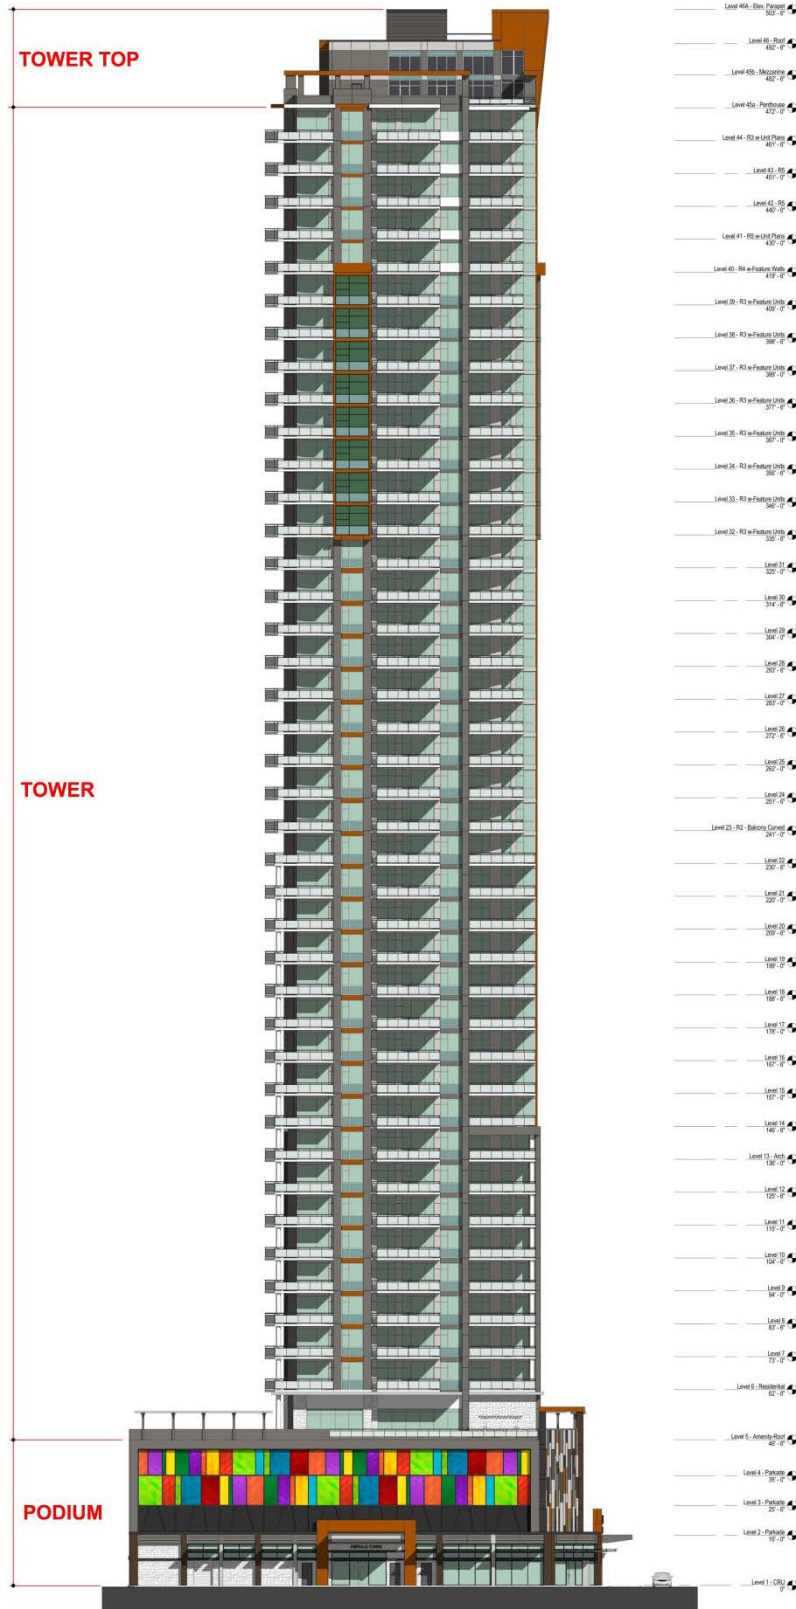 Level 46A - Elev. Parapet
503' - 6"
TOWER TOP
Level 46 - Roof
492' - 6"
Level 45b - Mezzanine
482' - 6"
Level 45a - Penthouse
472' - 0"
Level 44 - R3 w-Unit Plans
461' - 6"
Level 43 - R5
451' - 0"
Level 42 - R5
440' - 6"
Level 41 - R5 w-Unit Plans
430' - 0"
Level 40 - R4 w-Feature Walls
419' - 6"
Level 39 - R3 w-Feature Units
409' - 0"
Level 38 - R3 w-Feature Units
398' - 6"
Level 37 - R3 w-Feature Units
388' - 0"
Level 36 - R3 w-Feature Units
377' - 6"
Level 35 - R3 w-Feature Units
367' - 0"
Level 34 - R3 w-Feature Units
356' - 6"
Level 33 - R3 w-Feature Units
346' - 0"
Level 32 - R3 w-Feature Units
335' - 6"
Level 31
325' - 0"
Level 30
314' - 6"
Level 29
304' - 0"
Level 28
293' - 6"
Level 27
283' - 0"
Level 26
272' - 6"
Level 25
262' - 0"
TOWER
Level 24
251' - 6"
Level 23 - R2 - Balcony Curved
241' - 0"
Level 22
230' - 6"
Level 21
220' - 0"
Level 20
209' - 6"
Level 19
199' - 0"
Level 18
188' - 6"
Level 17
178' - 0"
Level 16
167' - 6"
Level 15
157' - 0"
Level 14
146' - 6"
Level 13 - Arch
136' - 0"
Level 12
125' - 6"
Level 11
115' - 0"
Level 10
104' - 6"
Level 9
94' - 0"
Level 8
83' - 6"
Level 7
73' - 0"
Level 6 - Residential
62' - 6"
Level 5 - Amenity-Roof
46' - 6"
Level 4 - Parkade
35' - 0"
Level 3 - Parkade
25' - 6"
PODIUM
Level 2 - Parkade
16' - 0"
EMERALD TOWER
Level 1 - CRU
0"